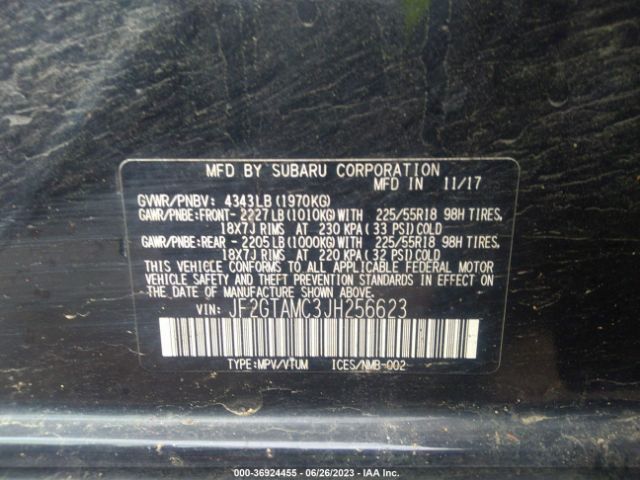 MFD BY SUBARU CORPORATION
MFD IN 11/17
GVWR/PNBV: 4343LB(1970KG)
GAWR/PNBE:FRONT- 2227LB(1010KG)WITH 225/55R18 98H TIRES,
18X7J RIMS AT 230 KPA(33 PSI)COLD
GAWR/PNBE:REAR - 2205LB(1000KG)WITH 225/55R18 98H TIRES,
18X7J RIMS AT 220 KPA(32 PSI)COLD
THIS VEHICLE CONFORMS TO ALL APPLICABLE FEDERAL MOTOR
VEHICLE SAFETY AND THEFT PREVENTION STANDARDS IN EFFECT ON
THE DATE OF MANUFACTURE SHOWN ABOVE.
VIN: JF2GTAMC3JH256623
TYPE:MPV/VTUM ICES/NMB-002
000-36924455 - 06/26/2023 - IAA Inc.